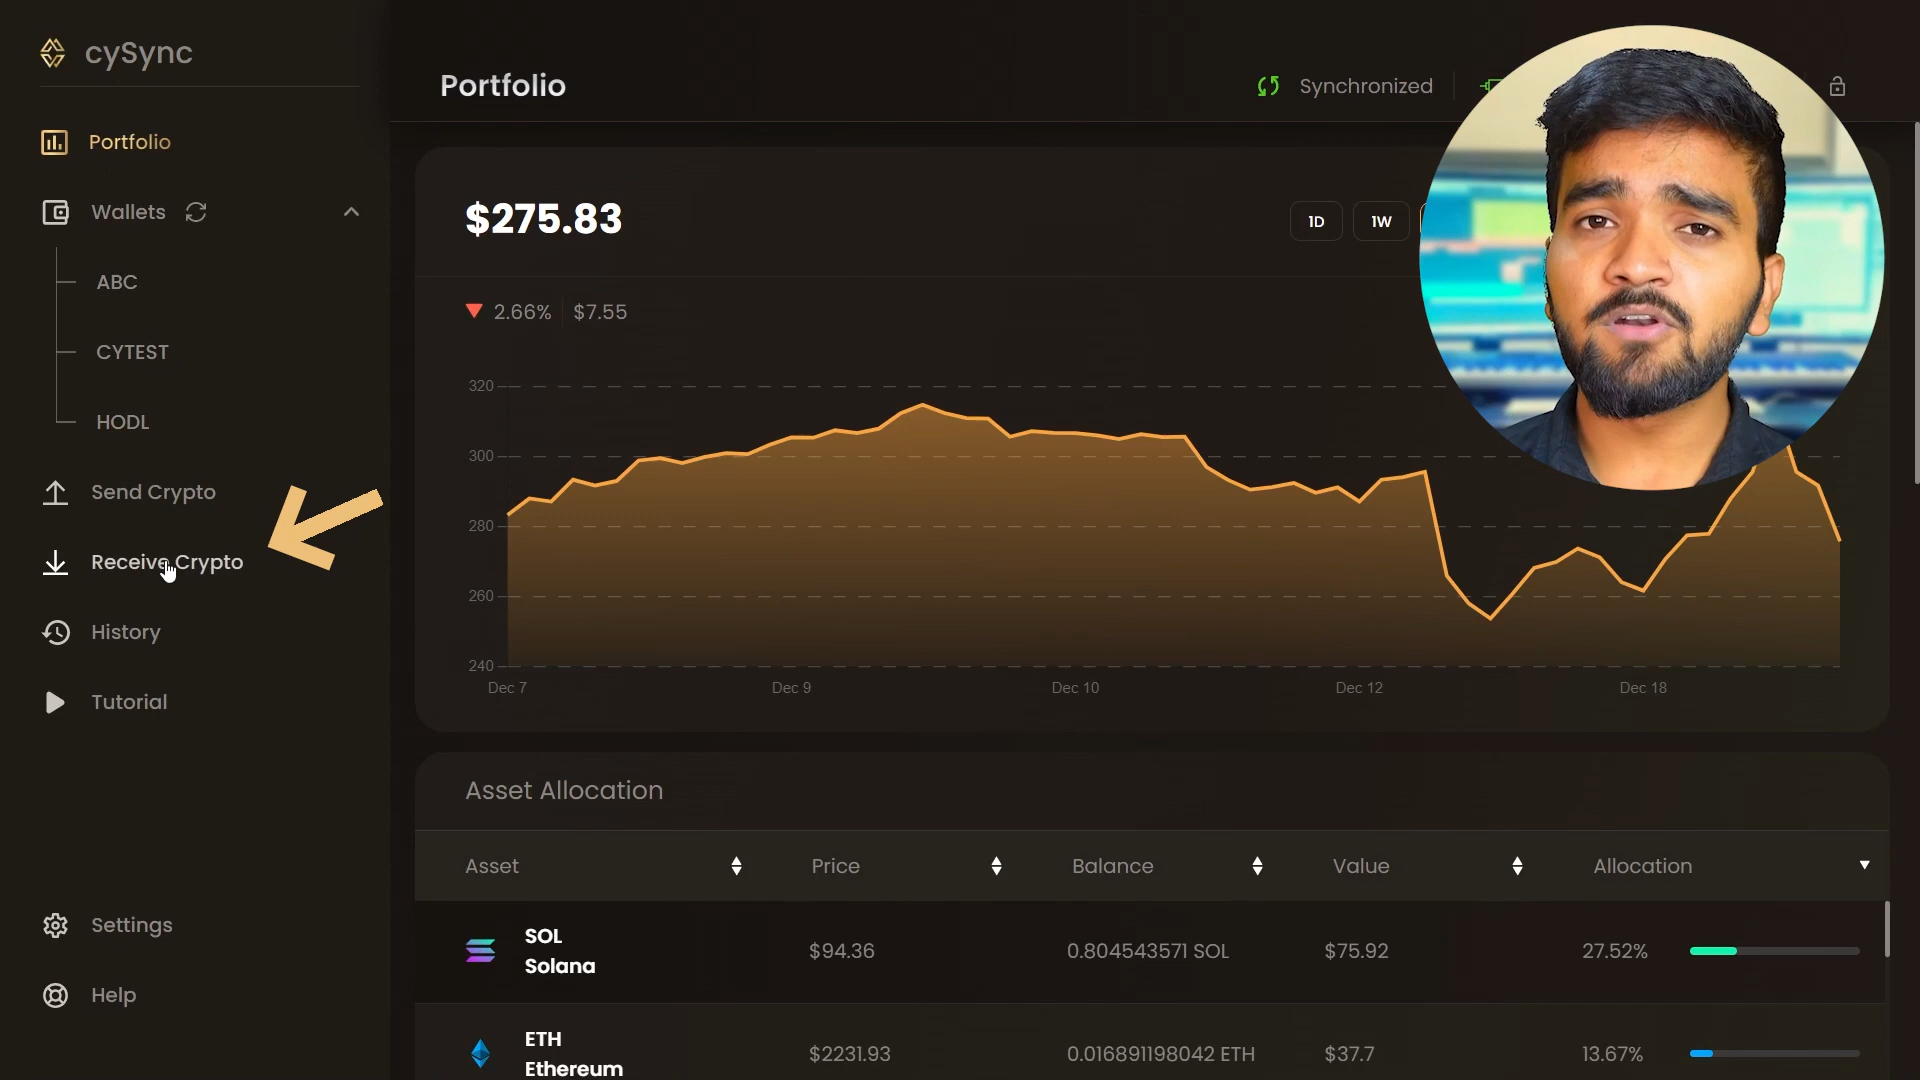 cySync
Portfolio
Synchronized
Portfolio
Wallets
ABC
CYTEST
HODL
Send Crypto
Receive Crypto
History
Tutorial
Settings
Help
$275.83
1D
1W
2.66%
$7.55
320
300
280
260
240
Dec 7
Dec 9
Dec 10
Dec 12
Dec 18
Asset Allocation
Asset Price Balance Value Allocation
SOL
Solana
$94.36 0.804543571 SOL $75.92 27.52%
ETH
Ethereum
$2231.93 0.016891198042 ETH $37.7 13.67%